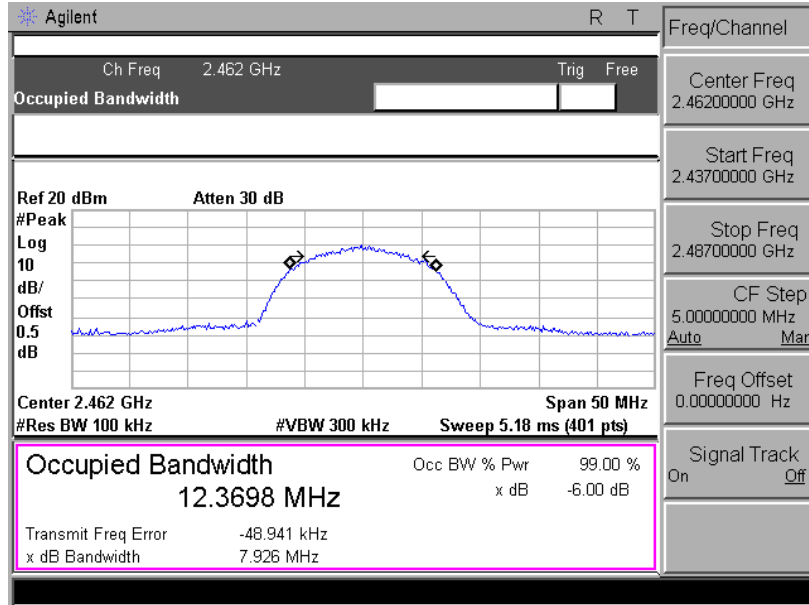 Agilent R T
Ch Freq 2.462 GHz Trig Free
Occupied Bandwidth
Ref 20 dBm Atten 30 dB
#Peak
Log
10
dB/
Offst
0.5
dB
Center 2.462 GHz Span 50 MHz
#Res BW 100 kHz #VBW 300 kHz Sweep 5.18 ms (401 pts)
Occupied Bandwidth
12.3698 MHz
Occ BW % Pwr 99.00 %
x dB -6.00 dB
Transmit Freq Error -48.941 kHz
x dB Bandwidth 7.926 MHz
Freq/Channel
Center Freq
2.46200000 GHz
Start Freq
2.43700000 GHz
Stop Freq
2.48700000 GHz
CF Step
5.00000000 MHz
Auto Man
Freq Offset
0.00000000 Hz
Signal Track
On Off